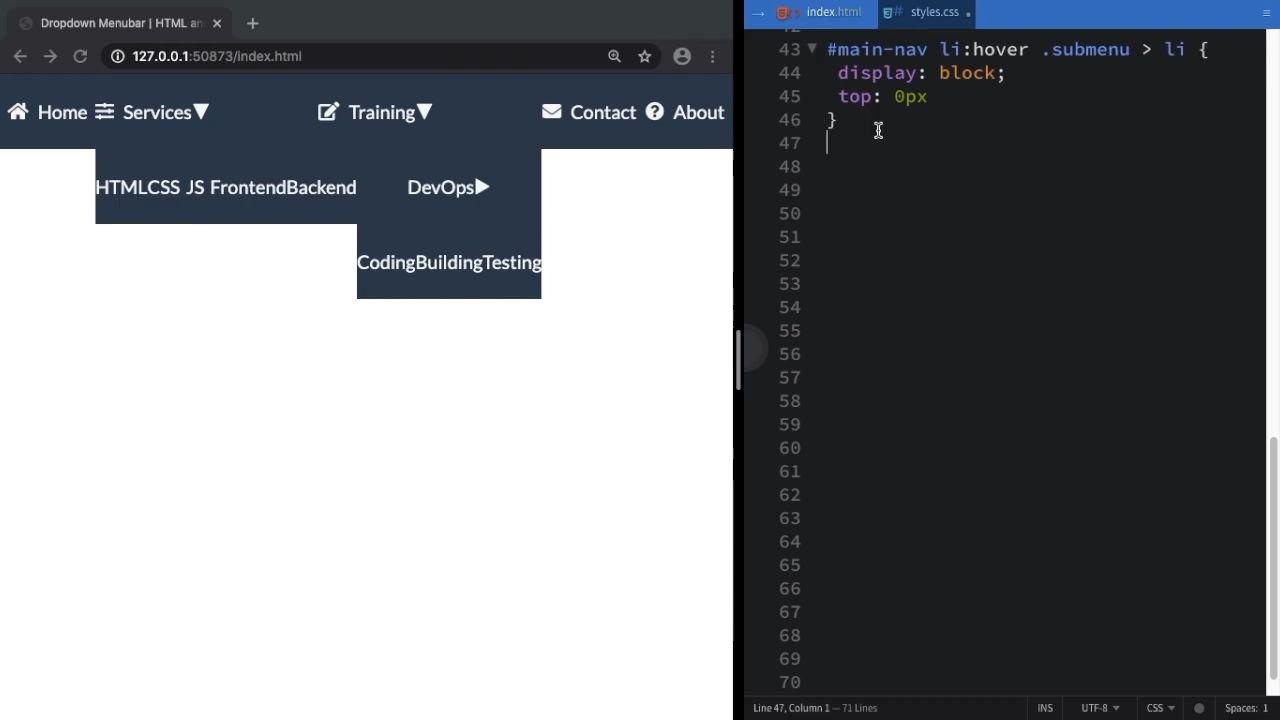 Dropdown Menubar | HTML an
127.0.0.1:50873/index.html
Home Services▼ Training▼ Contact About
HTMLCSS JS FrontendBackend DevOps▶
CodingBuildingTesting
index.html styles.css •
43 ▼ #main-nav li:hover .submenu > li {
44 display: block;
45 top: 0px
46 }
47
48
49
50
51
52
53
54
55
56
57
58
59
60
61
62
63
64
65
66
67
68
69
70
Line 47, Column 1 — 71 Lines INS UTF-8 CSS Spaces: 1